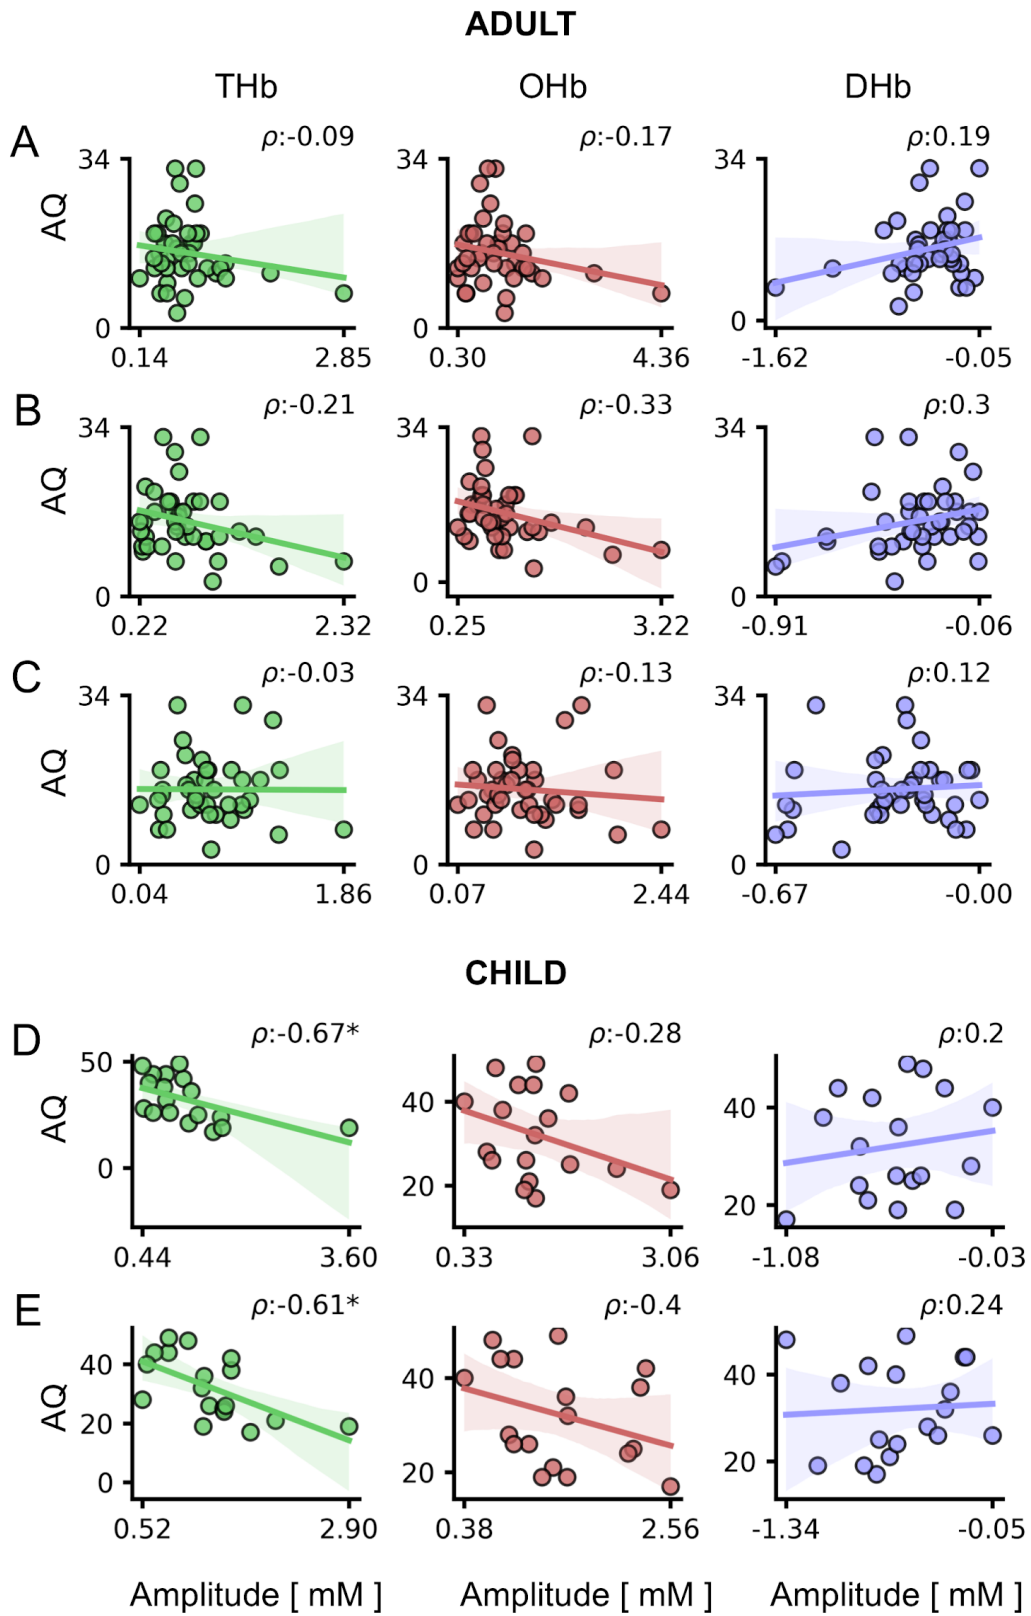 ADULT
THb OHb DHb
A ρ:-0.09 ρ:-0.17 ρ:0.19
34 34 34
AQ
0 0 0
0.14 2.85 0.30 4.36 -1.62 -0.05
B ρ:-0.21 ρ:-0.33 ρ:0.3
34 34 34
AQ
0 0 0
0.22 2.32 0.25 3.22 -0.91 -0.06
C ρ:-0.03 ρ:-0.13 ρ:0.12
34 34 34
AQ
0 0 0
0.04 1.86 0.07 2.44 -0.67 -0.00
CHILD
D ρ:-0.67* ρ:-0.28 ρ:0.2
50 40 40
AQ
0 20 20
0.44 3.60 0.33 3.06 -1.08 -0.03
E ρ:-0.61* ρ:-0.4 ρ:0.24
40 40 40
AQ
20 20 20
0
0.52 2.90 0.38 2.56 -1.34 -0.05
Amplitude [ mM ] Amplitude [ mM ] Amplitude [ mM ]